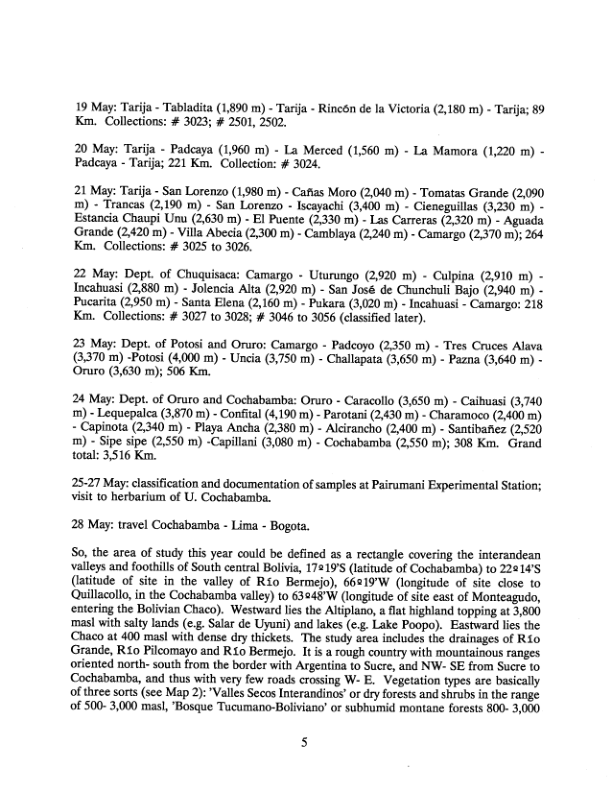 19 May: Tarija - Tabladita (1,890 m) - Tarija - Rincón de la Victoria (2,180 m) - Tarija; 89
Km. Collections: # 3023; # 2501, 2502.
20 May: Tarija - Padcaya (1,960 m) - La Merced (1,560 m) - La Mamora (1,220 m) -
Padcaya - Tarija; 221 Km. Collection: # 3024.
21 May: Tarija - San Lorenzo (1,980 m) - Cañas Moro (2,040 m) - Tomatas Grande (2,090
m) - Trancas (2,190 m) - San Lorenzo - Iscayachi (3,400 m) - Cieneguillas (3,230 m) -
Estancia Chaupi Unu (2,630 m) - El Puente (2,330 m) - Las Carreras (2,320 m) - Aguada
Grande (2,420 m) - Villa Abecia (2,300 m) - Camblaya (2,240 m) - Camargo (2,370 m); 264
Km. Collections: # 3025 to 3026.
22 May: Dept. of Chuquisaca: Camargo - Uturungo (2,920 m) - Culpina (2,910 m) -
Incahuasi (2,880 m) - Jolencia Alta (2,920 m) - San José de Chunchuli Bajo (2,940 m) -
Pucarita (2,950 m) - Santa Elena (2,160 m) - Pukara (3,020 m) - Incahuasi - Camargo: 218
Km. Collections: # 3027 to 3028; # 3046 to 3056 (classified later).
23 May: Dept. of Potosi and Oruro: Camargo - Padcoyo (2,350 m) - Tres Cruces Alava
(3,370 m) -Potosi (4,000 m) - Uncia (3,750 m) - Challapata (3,650 m) - Pazna (3,640 m) -
Oruro (3,630 m); 506 Km.
24 May: Dept. of Oruro and Cochabamba: Oruro - Caracollo (3,650 m) - Caihuasi (3,740
m) - Lequepalca (3,870 m) - Confital (4,190 m) - Parotani (2,430 m) - Charamoco (2,400 m)
- Capinota (2,340 m) - Playa Ancha (2,380 m) - Alcirancho (2,400 m) - Santibañez (2,520
m) - Sipe sipe (2,550 m) -Capillani (3,080 m) - Cochabamba (2,550 m); 308 Km. Grand
total: 3,516 Km.
25-27 May: classification and documentation of samples at Pairumani Experimental Station;
visit to herbarium of U. Cochabamba.
28 May: travel Cochabamba - Lima - Bogota.
So, the area of study this year could be defined as a rectangle covering the interandean
valleys and foothills of South central Bolivia, 17º19'S (latitude of Cochabamba) to 22º14'S
(latitude of site in the valley of Río Bermejo), 66º19'W (longitude of site close to
Quillacollo, in the Cochabamba valley) to 63º48'W (longitude of site east of Monteagudo,
entering the Bolivian Chaco). Westward lies the Altiplano, a flat highland topping at 3,800
masl with salty lands (e.g. Salar de Uyuni) and lakes (e.g. Lake Poopo). Eastward lies the
Chaco at 400 masl with dense dry thickets. The study area includes the drainages of Río
Grande, Río Pilcomayo and Río Bermejo. It is a rough country with mountainous ranges
oriented north- south from the border with Argentina to Sucre, and NW- SE from Sucre to
Cochabamba, and thus with very few roads crossing W- E. Vegetation types are basically
of three sorts (see Map 2): 'Valles Secos Interandinos' or dry forests and shrubs in the range
of 500- 3,000 masl, 'Bosque Tucumano-Boliviano' or subhumid montane forests 800- 3,000
5